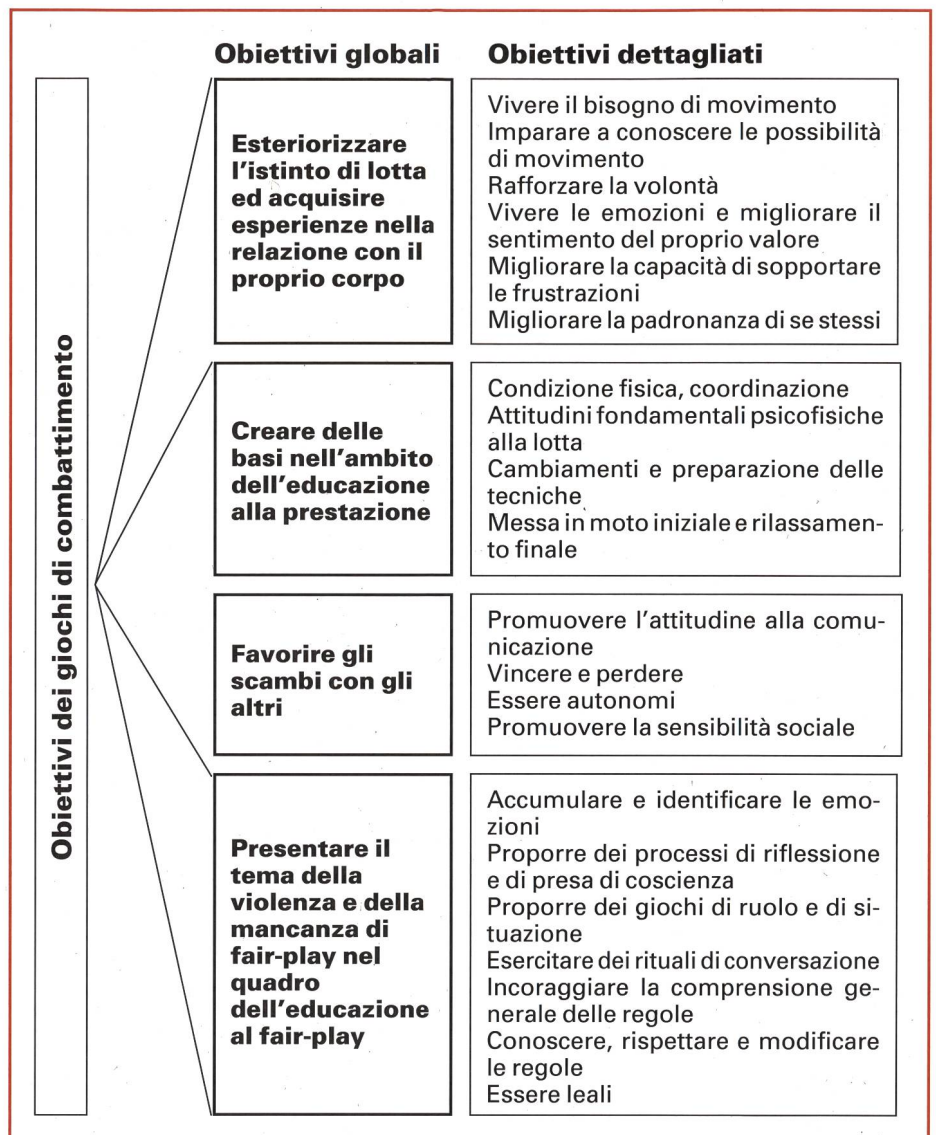 Obiettivi globali
Obiettivi dettagliati
Obiettivi dei giochi di combattimento
Esteriorizzare
l'istinto di lotta
ed acquisire
esperienze nella
relazione con il
proprio corpo
Vivere il bisogno di movimento
Imparare a conoscere le possibilità
di movimento
Rafforzare la volontà
Vivere le emozioni e migliorare il
sentimento del proprio valore
Migliorare la capacità di sopportare
le frustrazioni
Migliorare la padronanza di se stessi
Creare delle
basi nell'ambito
dell'educazione
alla prestazione
Condizione fisica, coordinazione
Attitudini fondamentali psicofisiche
alla lotta
Cambiamenti e preparazione delle
tecniche
Messa in moto iniziale e rilassamen-
to finale
Favorire gli
scambi con gli
altri
Promuovere l'attitudine alla comu-
nicazione
Vincere e perdere
Essere autonomi
Promuovere la sensibilità sociale
Presentare il
tema della
violenza e della
mancanza di
fair-play nel
quadro
dell'educazione
al fair-play
Accumulare e identificare le emo-
zioni
Proporre dei processi di riflessione
e di presa di coscienza
Proporre dei giochi di ruolo e di si-
tuazione
Esercitare dei rituali di conversazione
Incoraggiare la comprensione ge-
nerale delle regole
Conoscere, rispettare e modificare
le regole
Essere leali